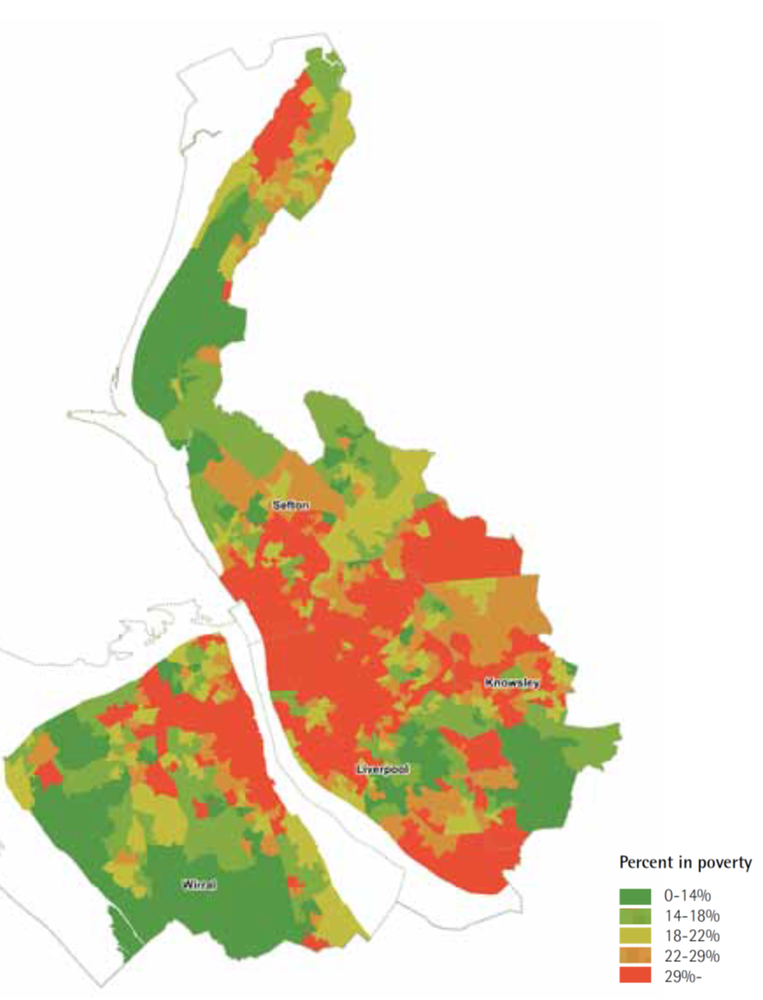 Sefton
Knowsley
Liverpool
Wirral
Percent in poverty
0-14%
14-18%
18-22%
22-29%
29%-